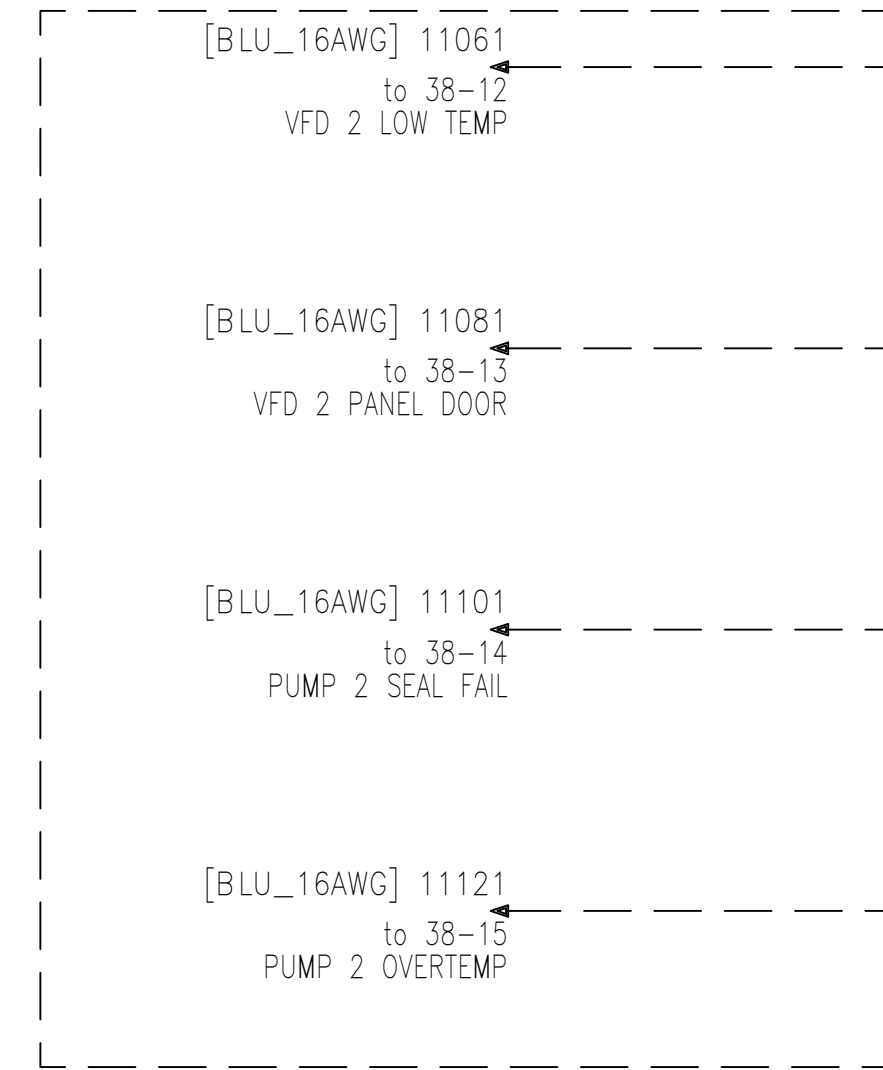 [BLU_16AWG] 11061
to 38-12
VFD 2 LOW TEMP
[BLU_16AWG] 11081
to 38-13
VFD 2 PANEL DOOR
[BLU_16AWG] 11101
to 38-14
PUMP 2 SEAL FAIL
[BLU_16AWG] 11121
to 38-15
PUMP 2 OVERTEMP